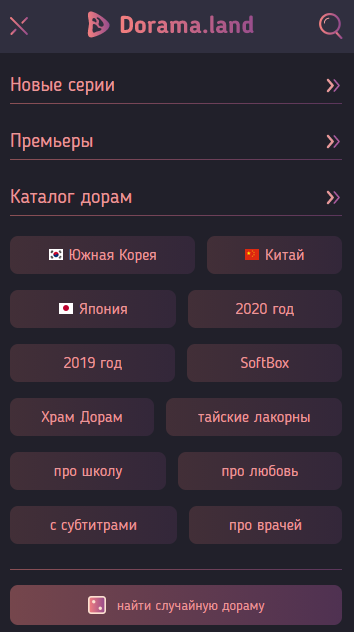 Dorama.land
Новые серии
Премьеры
Каталог дорам
Южная Корея
Китай
Япония
2020 год
2019 год
SoftBox
Храм Дорам
тайские лакорны
про школу
про любовь
с субтитрами
про врачей
найти случайную дораму